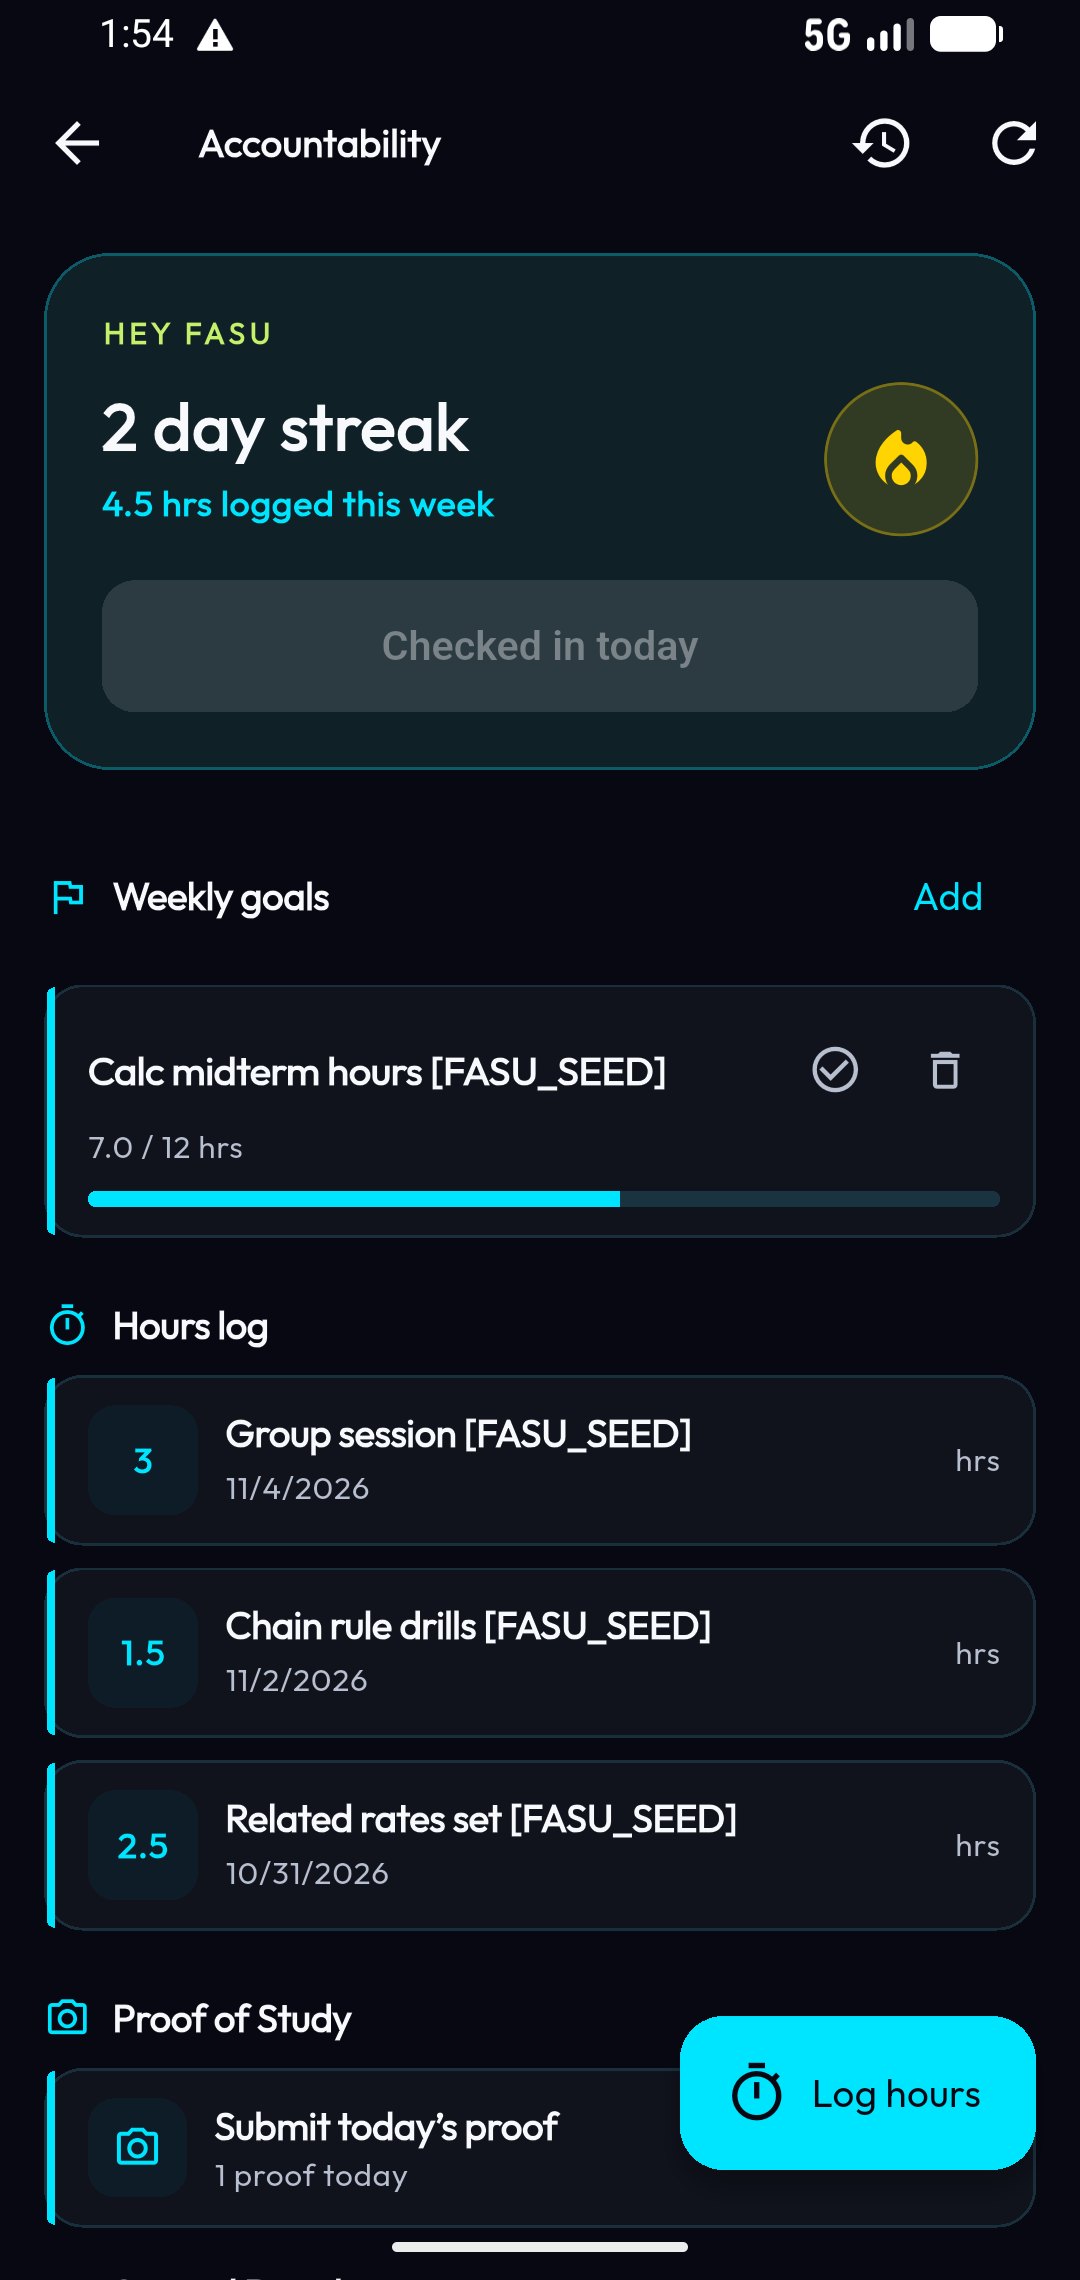 1:54
5G
Accountability
HEY FASU
2 day streak
4.5 hrs logged this week
Checked in today
Weekly goals
Add
Calc midterm hours [FASU_SEED]
7.0 / 12 hrs
Hours log
3
Group session [FASU_SEED]
11/4/2026
hrs
1.5
Chain rule drills [FASU_SEED]
11/2/2026
hrs
2.5
Related rates set [FASU_SEED]
10/31/2026
hrs
Proof of Study
Submit today’s proof
1 proof today
Log hours